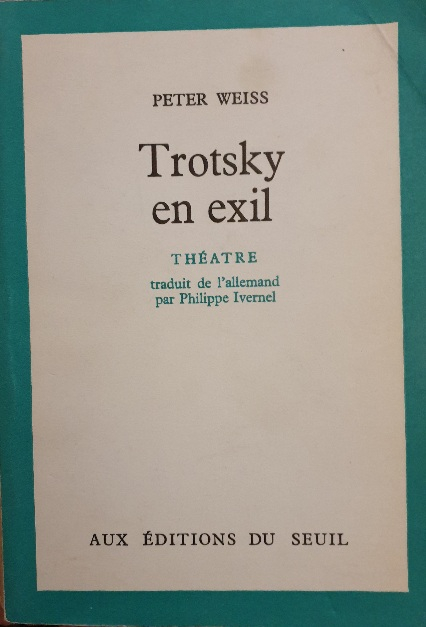 PETER WEISS
Trotsky
en exil
THÉATRE
traduit de l'allemand
par Philippe Ivernel
AUX ÉDITIONS DU SEUIL